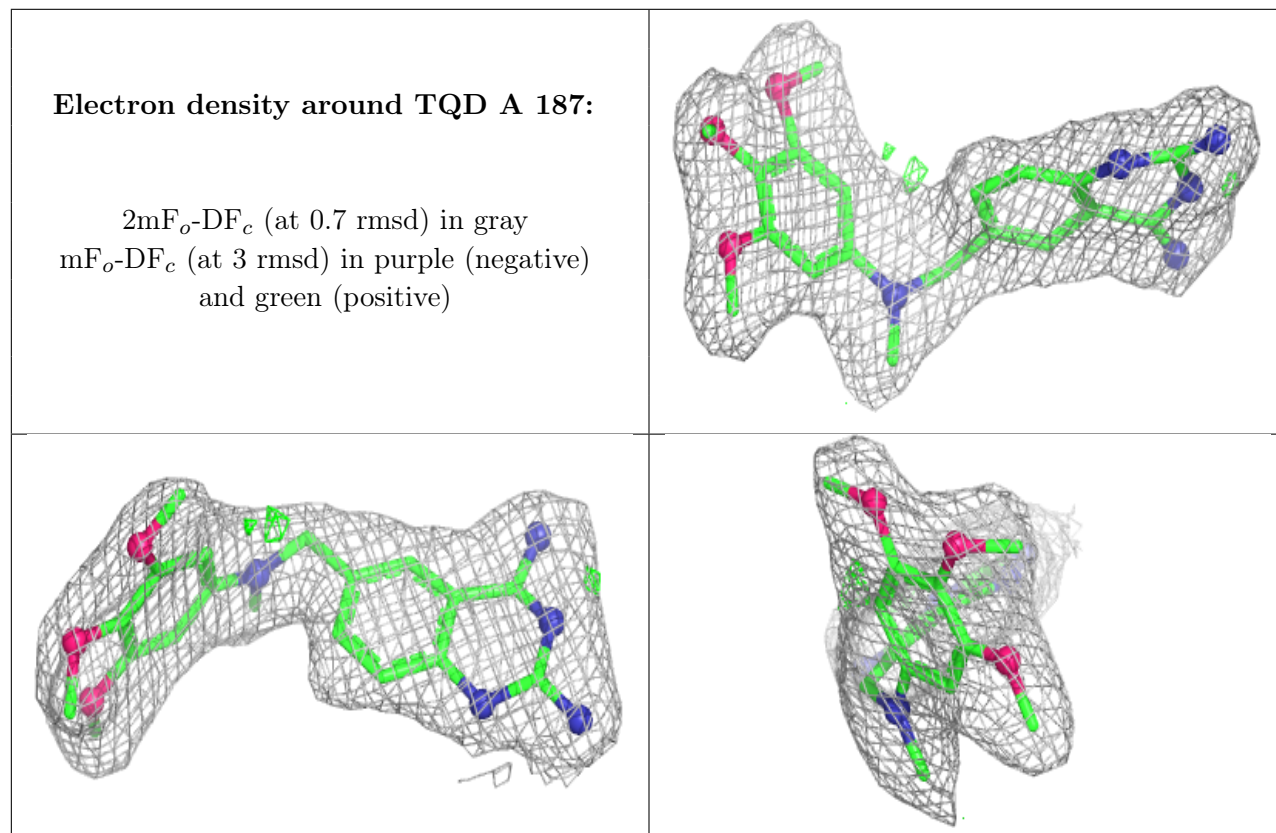 Electron density around TQD A 187:
2mFo-DFc (at 0.7 rmsd) in gray
mFo-DFc (at 3 rmsd) in purple (negative)
and green (positive)